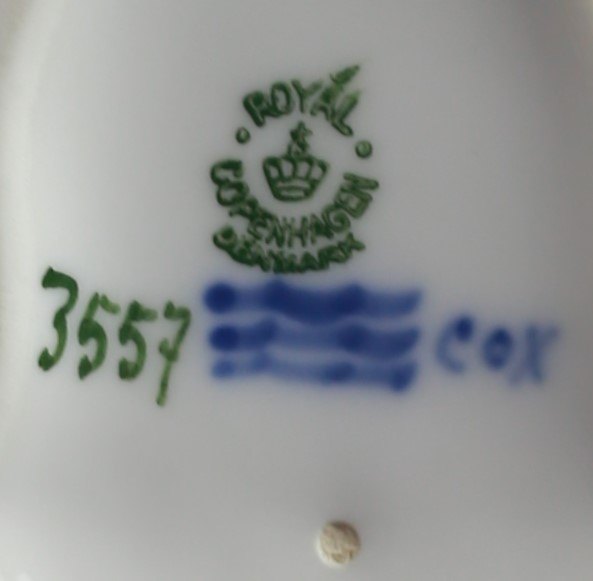 ROYAL
COPENHAGEN
DENMARK
3557 cox